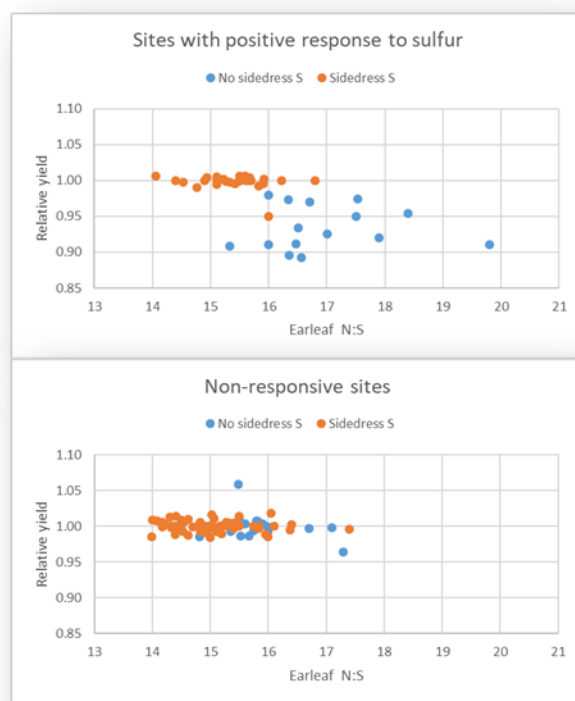 Sites with positive response to sulfur
No sidedress S Sidedress S
1.10
1.05
1.00
0.95
0.90
0.85
Relative yield
13 14 15 16 17 18 19 20 21
Earleaf N:S
Non-responsive sites
No sidedress S Sidedress S
1.10
1.05
1.00
0.95
0.90
0.85
Relative yield
13 14 15 16 17 18 19 20 21
Earleaf N:S